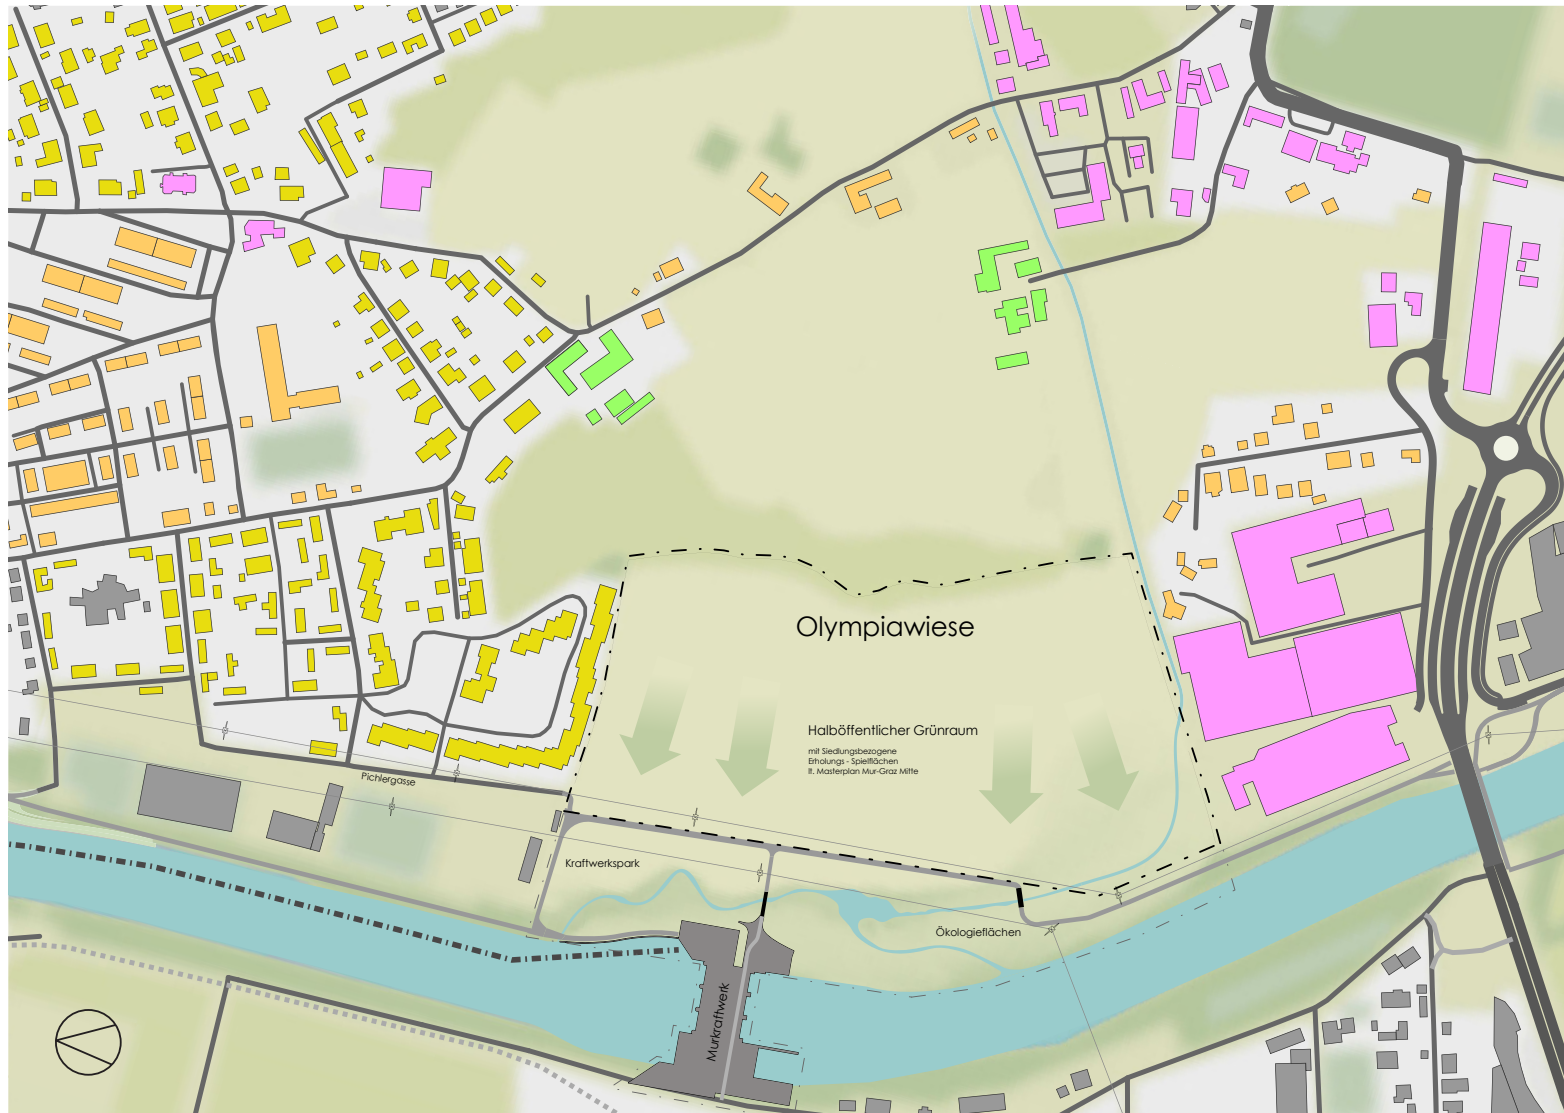 Olympiawiese
Halböffentlicher Grünraum
mit Siedlungsbezogene
Erholungs - Spielflächen
lt. Masterplan Mur-Graz Mitte
Pichlergasse
Kraftwerkspark
Ökologieflächen
Murkraftwerk